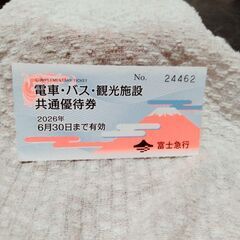 COMPLEMENTARY TICKET
No. 24462
電車・バス・観光施設
共通優待券
2026年
6月30日まで有効
富士急行